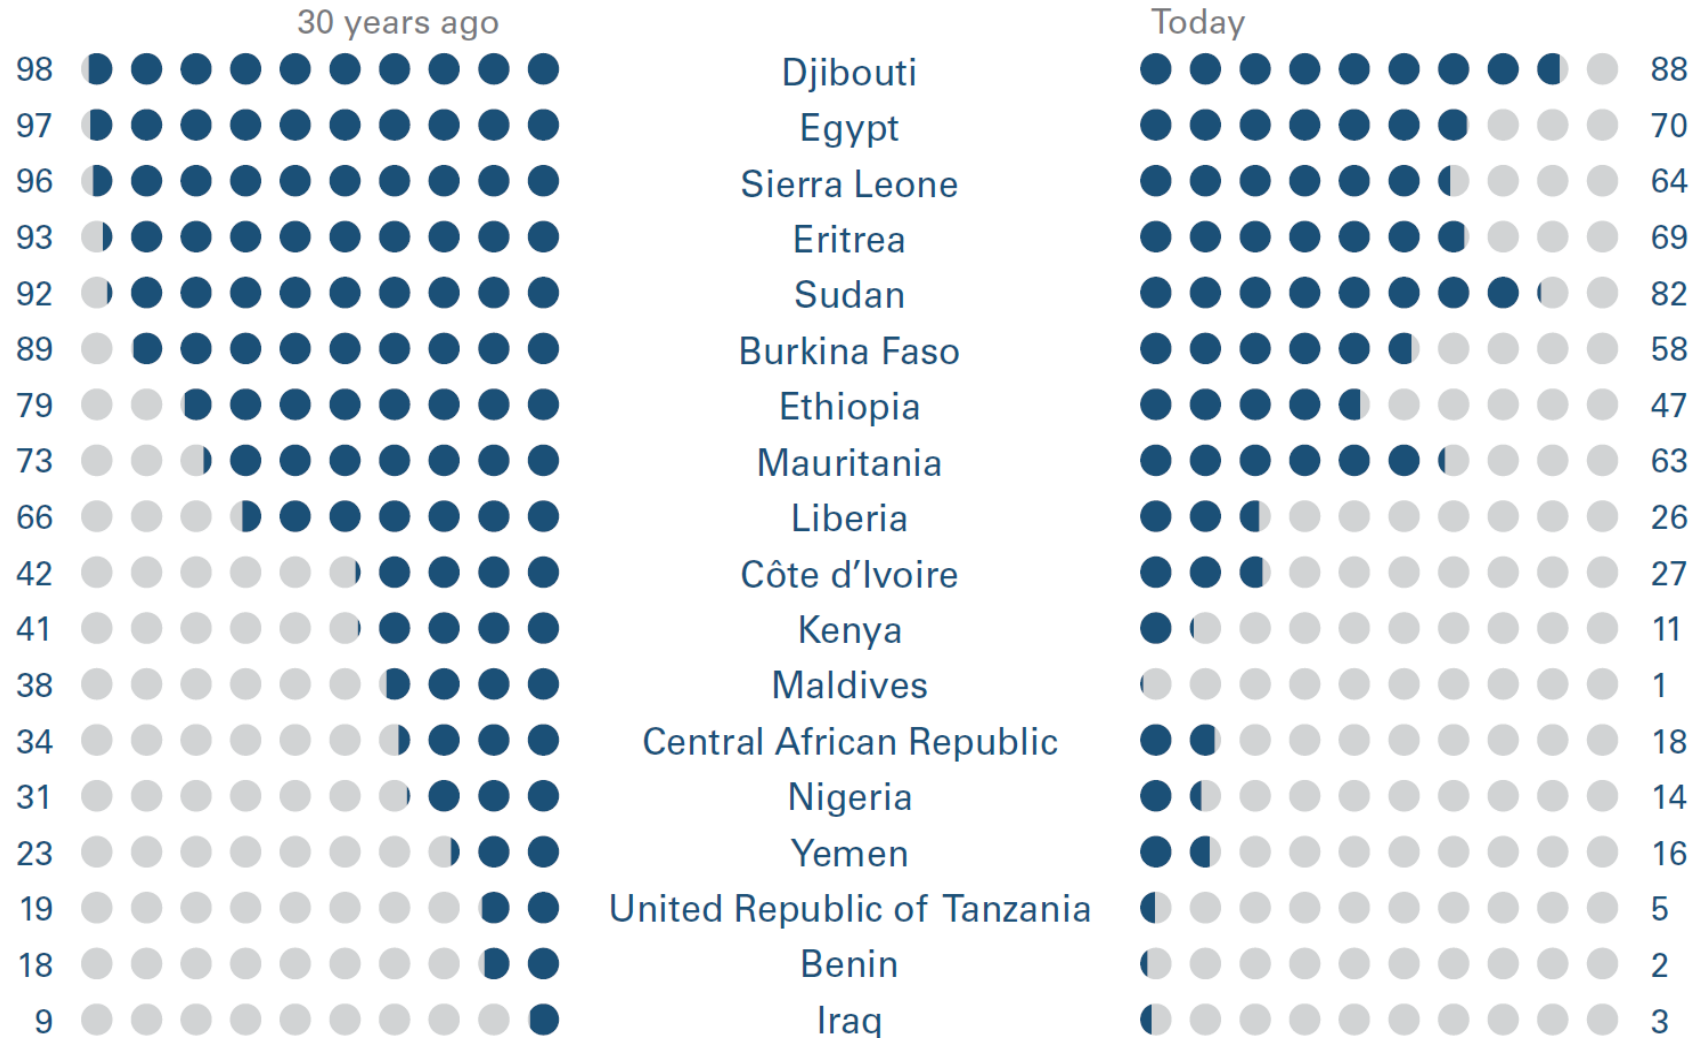 30 years ago Today
98 Djibouti 88
97 Egypt 70
96 Sierra Leone 64
93 Eritrea 69
92 Sudan 82
89 Burkina Faso 58
79 Ethiopia 47
73 Mauritania 63
66 Liberia 26
42 Côte d’Ivoire 27
41 Kenya 11
38 Maldives 1
34 Central African Republic 18
31 Nigeria 14
23 Yemen 16
19 United Republic of Tanzania 5
18 Benin 2
9 Iraq 3